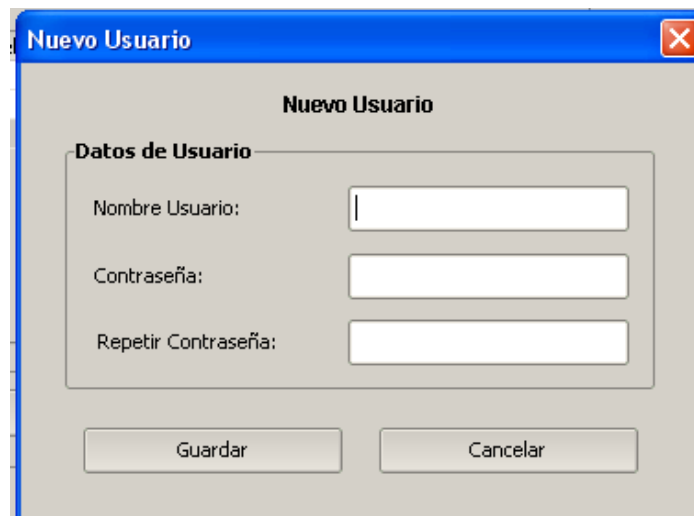 Nuevo Usuario
Nuevo Usuario
Datos de Usuario
Nombre Usuario:
Contraseña:
Repetir Contraseña:
Guardar Cancelar